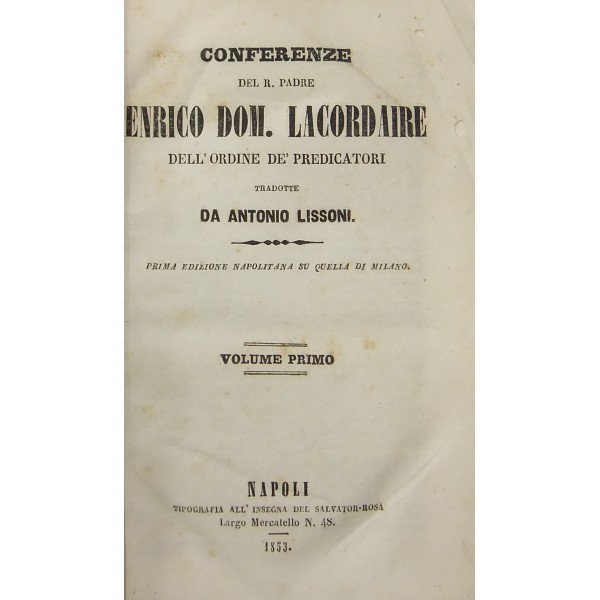 CONFERENZE
DEL R. PADRE
ENRICO DOM. LACORDAIRE
DELL' ORDINE DE' PREDICATORI
TRADOTTE
DA ANTONIO LISSONI.
PRIMA EDIZIONE NAPOLITANA SU QUELLA DI MILANO.
VOLUME PRIMO
NAPOLI
TIPOGRAFIA ALL' INSEGNA DEL SALVATOR-ROSA
Largo Mercatello N. 48.
1853.